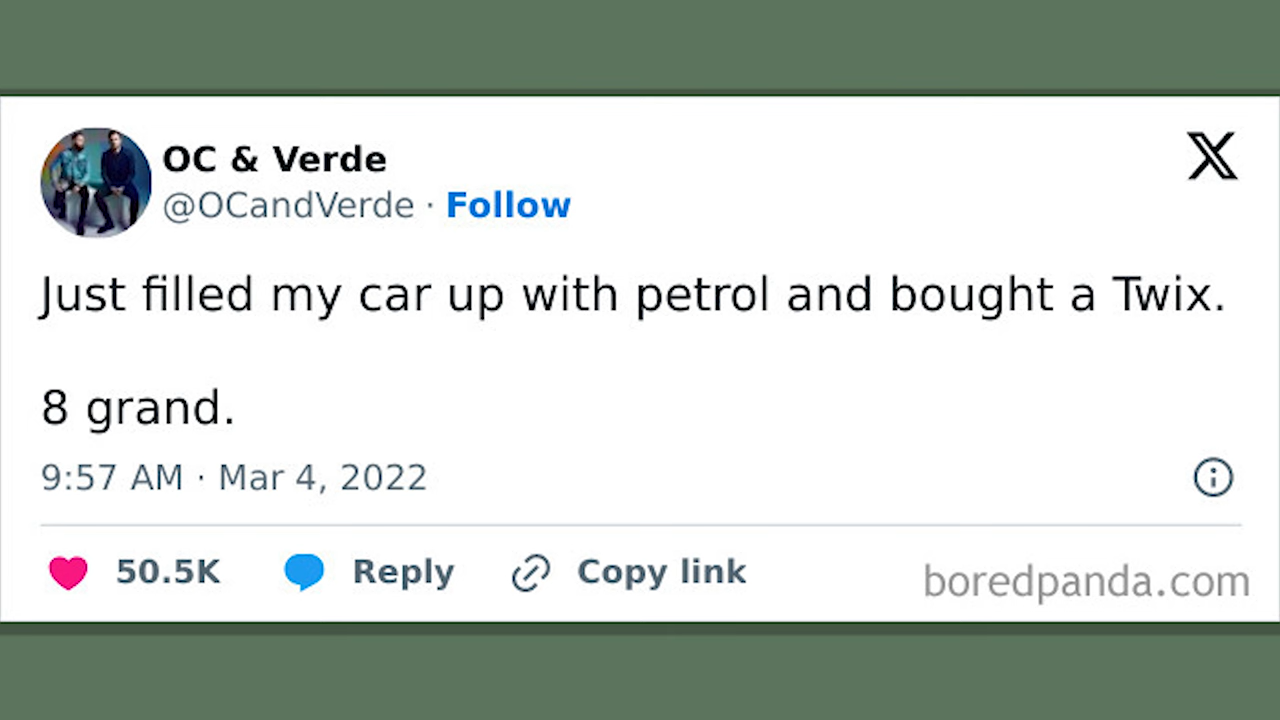 OC & Verde
@OCandVerde · Follow
Just filled my car up with petrol and bought a Twix.
8 grand.
9:57 AM · Mar 4, 2022
50.5K Reply Copy link
boredpanda.com